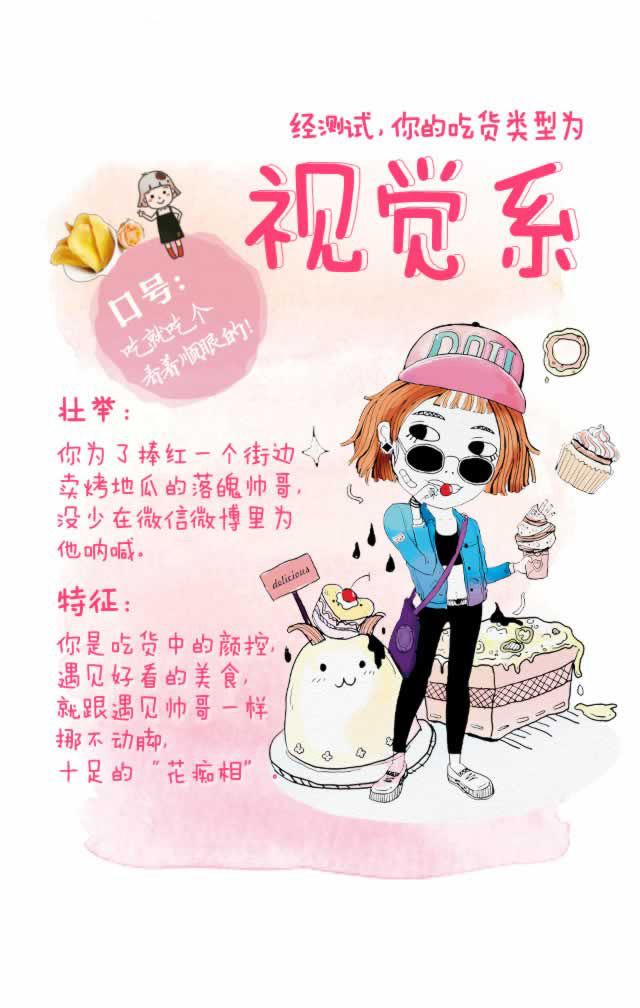 经测试,你的吃货类型为
视觉系
口号:
吃就吃个
看着顺眼的!
壮举:
你为了捧红一个街边
卖烤地瓜的落魄帅哥,
没少在微信微博里为
他呐喊。
特征:
你是吃货中的颜控,
遇见好看的美食,
就跟遇见帅哥一样
挪不动脚,
十足的“花痴相”。
delicious